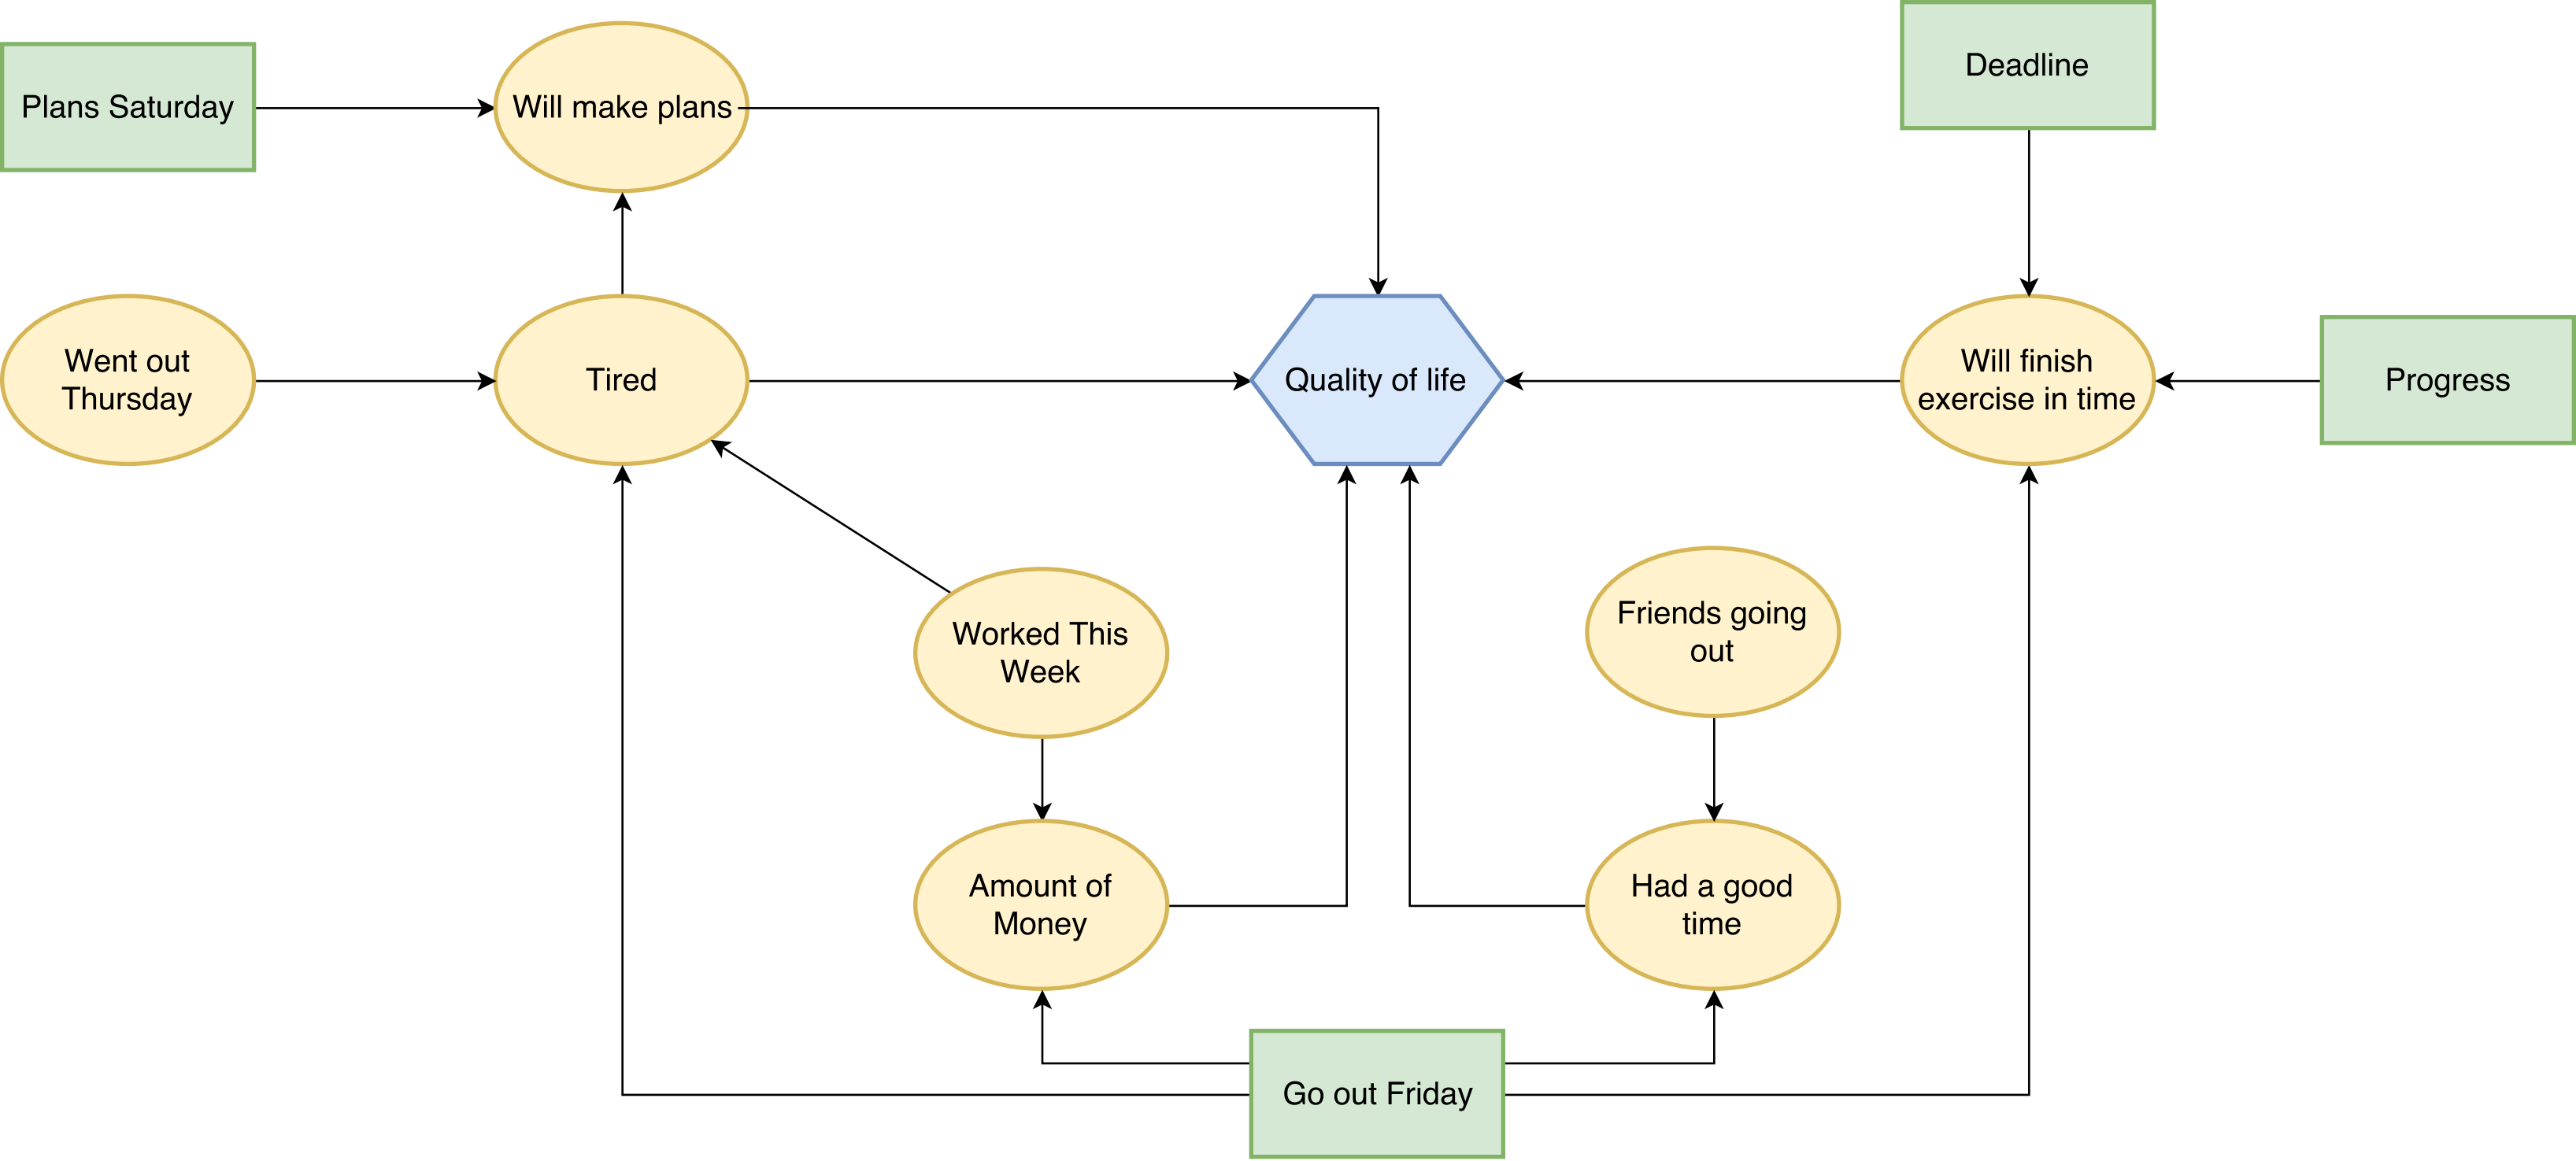 Deadline
Plans Saturday
Will make plans
Went out
Thursday
Tired
Quality of life
Will finish
exercise in time
Progress
Worked This
Week
Friends going
out
Amount of
Money
Had a good
time
Go out Friday